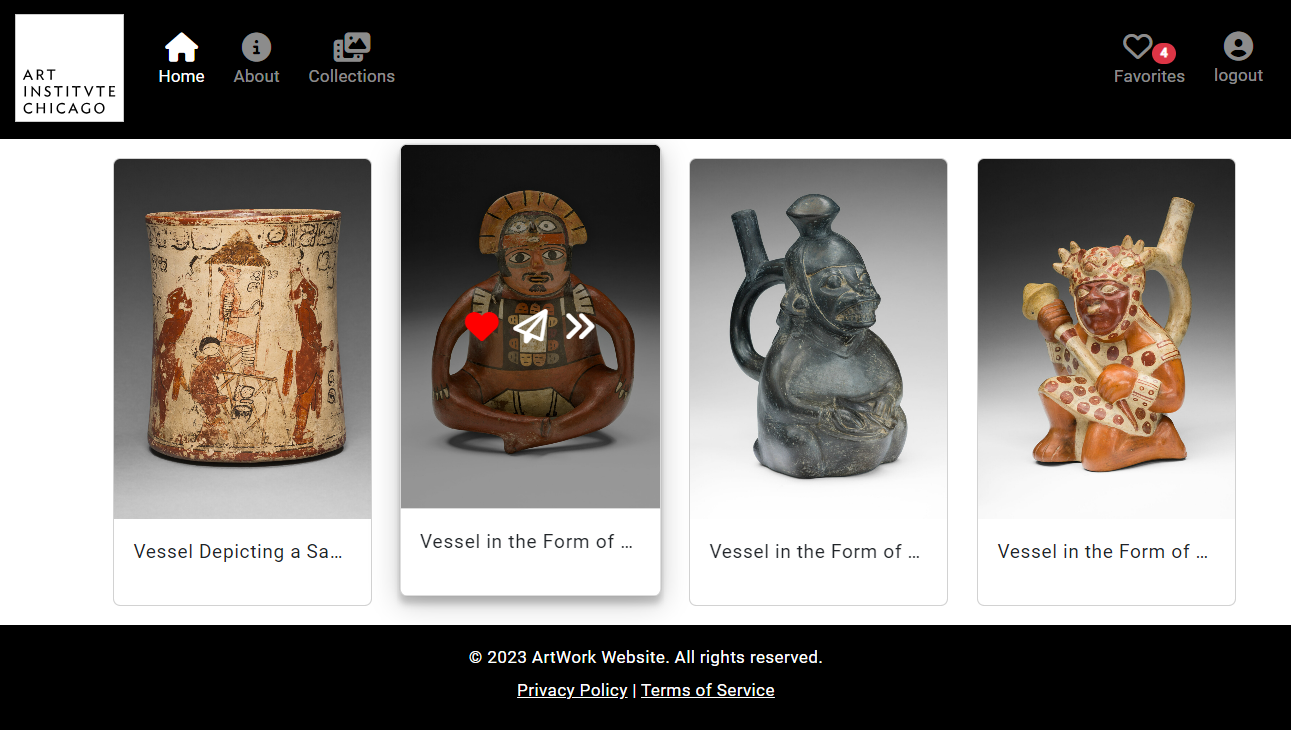 ART
INSTITVTE
CHICAGO
Home
About
Collections
4
Favorites
logout
Vessel Depicting a Sa...
Vessel in the Form of ...
Vessel in the Form of ...
Vessel in the Form of ...
© 2023 ArtWork Website. All rights reserved.
Privacy Policy | Terms of Service